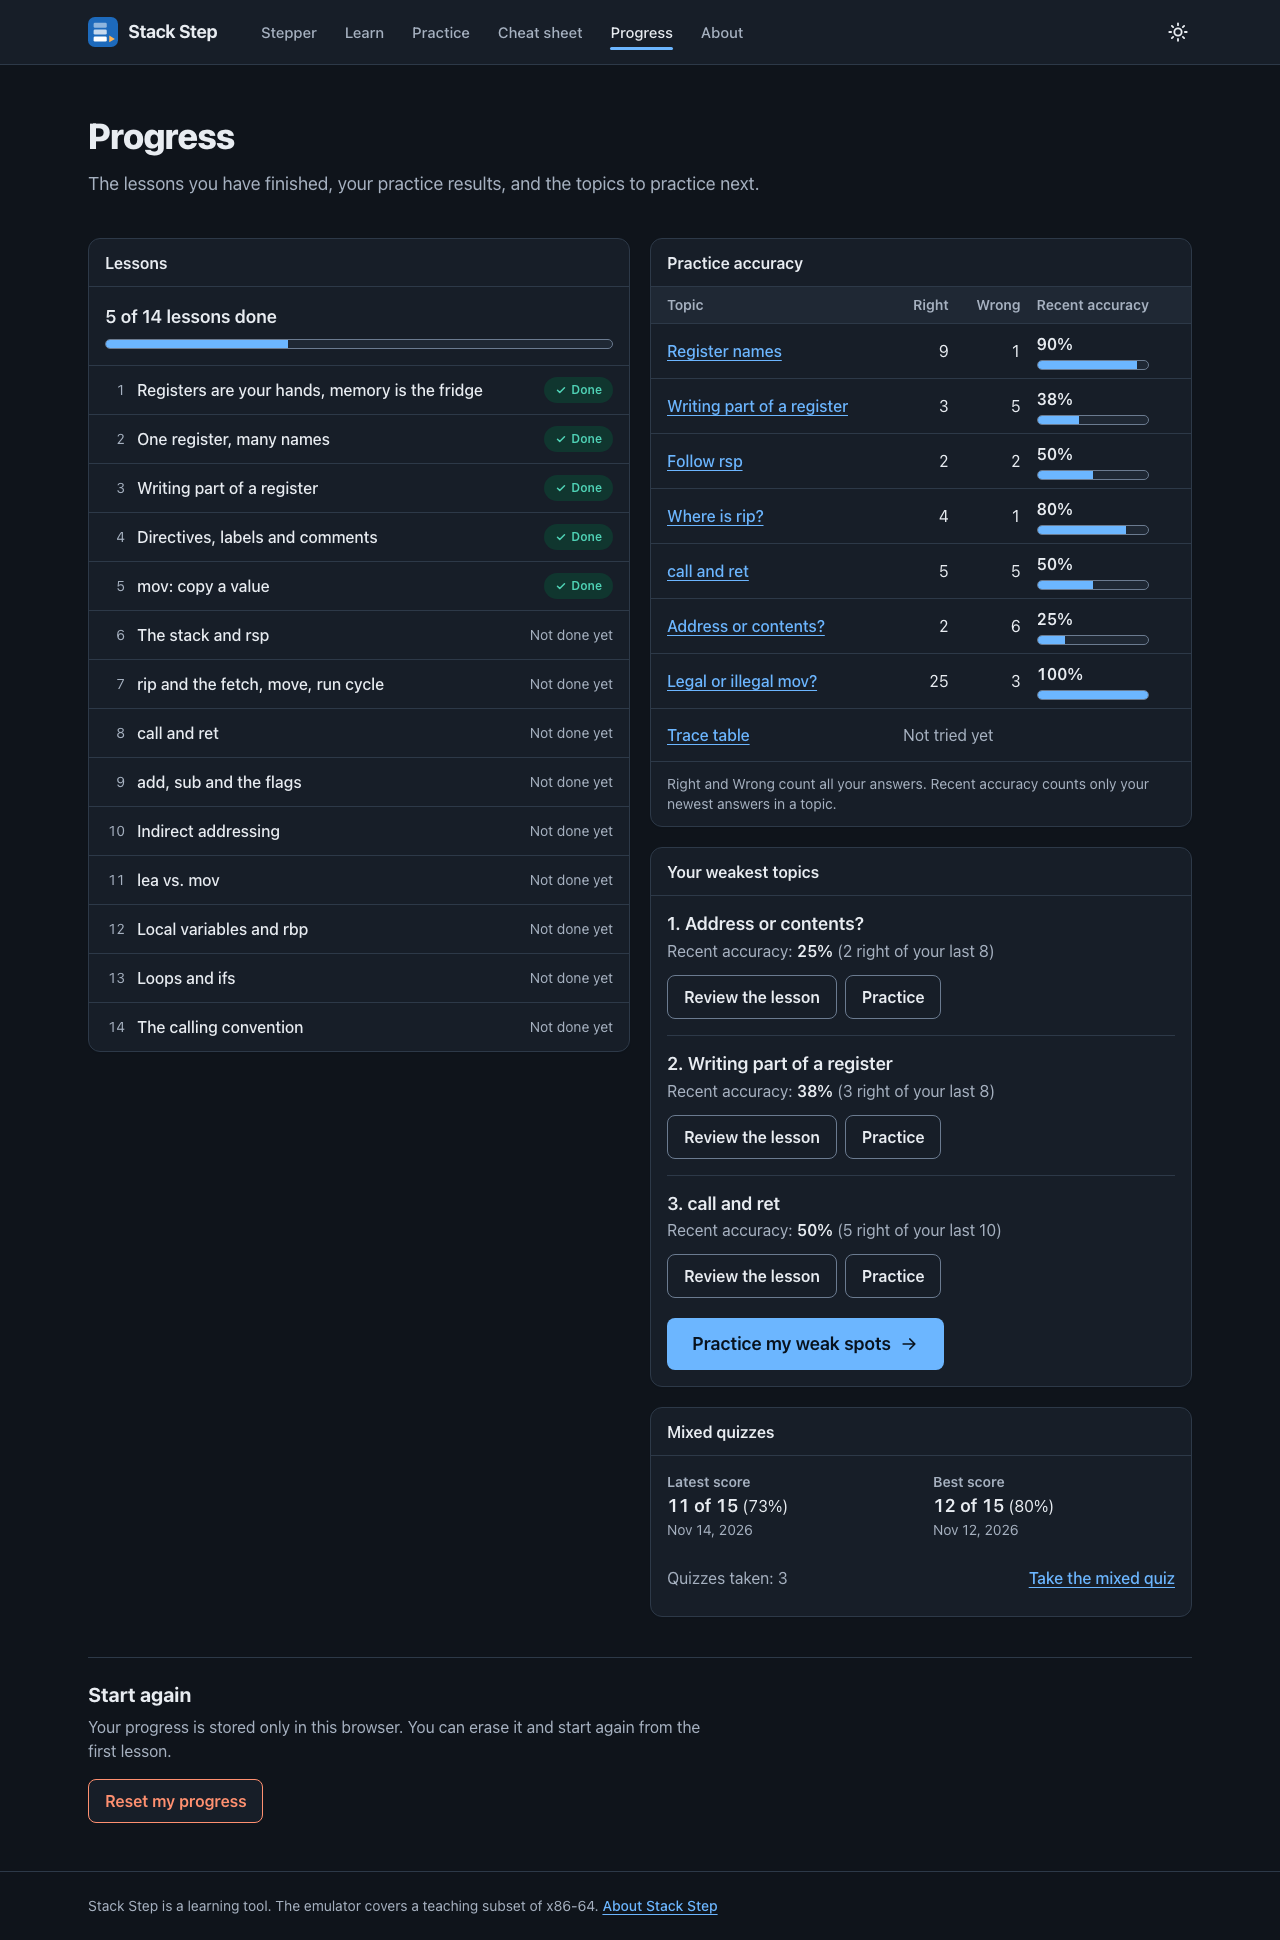 Stack Step
Stepper
Learn
Practice
Cheat sheet
Progress
About
Progress
The lessons you have finished, your practice results, and the topics to practice next.
Lessons
5 of 14 lessons done
1 Registers are your hands, memory is the fridge Done
2 One register, many names Done
3 Writing part of a register Done
4 Directives, labels and comments Done
5 mov: copy a value Done
6 The stack and rsp Not done yet
7 rip and the fetch, move, run cycle Not done yet
8 call and ret Not done yet
9 add, sub and the flags Not done yet
10 Indirect addressing Not done yet
11 lea vs. mov Not done yet
12 Local variables and rbp Not done yet
13 Loops and ifs Not done yet
14 The calling convention Not done yet
Practice accuracy
Topic Right Wrong Recent accuracy
Register names 9 1 90%
Writing part of a register 3 5 38%
Follow rsp 2 2 50%
Where is rip? 4 1 80%
call and ret 5 5 50%
Address or contents? 2 6 25%
Legal or illegal mov? 25 3 100%
Trace table Not tried yet
Right and Wrong count all your answers. Recent accuracy counts only your
newest answers in a topic.
Your weakest topics
1. Address or contents?
Recent accuracy: 25% (2 right of your last 8)
Review the lesson Practice
2. Writing part of a register
Recent accuracy: 38% (3 right of your last 8)
Review the lesson Practice
3. call and ret
Recent accuracy: 50% (5 right of your last 10)
Review the lesson Practice
Practice my weak spots →
Mixed quizzes
Latest score Best score
11 of 15 (73%) 12 of 15 (80%)
Nov 14, 2026 Nov 12, 2026
Quizzes taken: 3 Take the mixed quiz
Start again
Your progress is stored only in this browser. You can erase it and start again from the
first lesson.
Reset my progress
Stack Step is a learning tool. The emulator covers a teaching subset of x86-64. About Stack Step